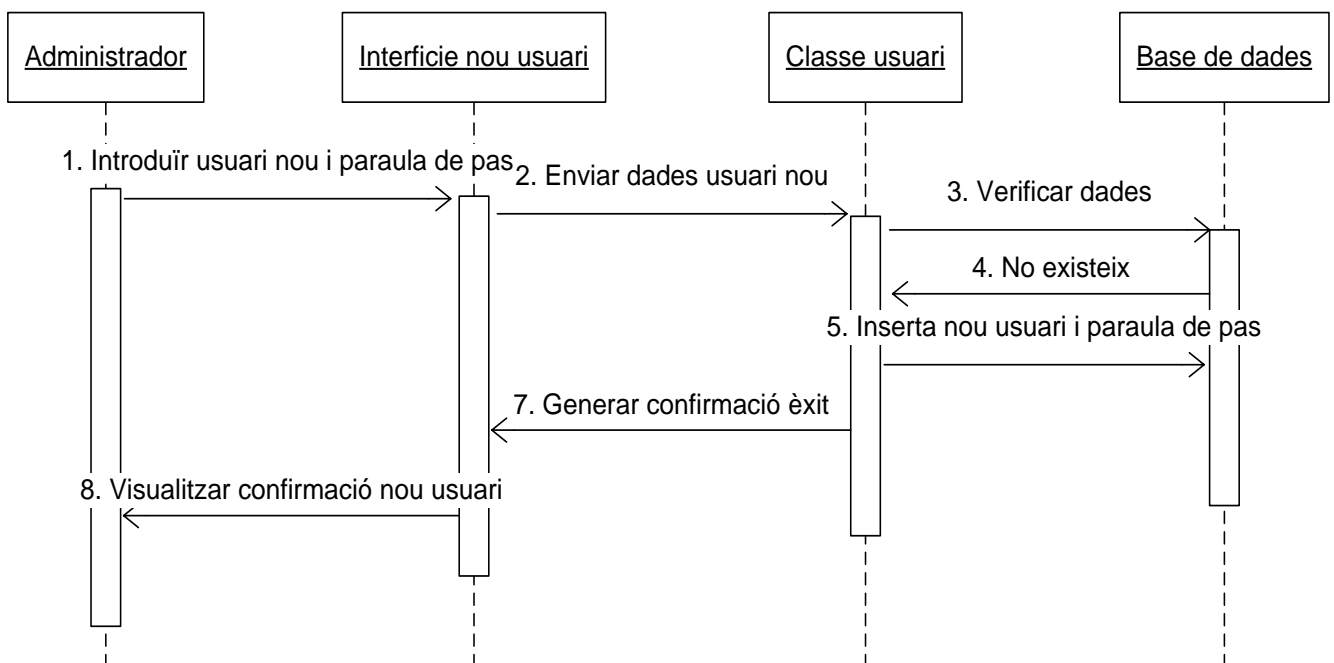 Administrador
Interficie nou usuari
Classe usuari
Base de dades
1. Introduïr usuari nou i paraula de pas
2. Enviar dades usuari nou
3. Verificar dades
4. No existeix
5. Inserta nou usuari i paraula de pas
7. Generar confirmació èxit
8. Visualitzar confirmació nou usuari